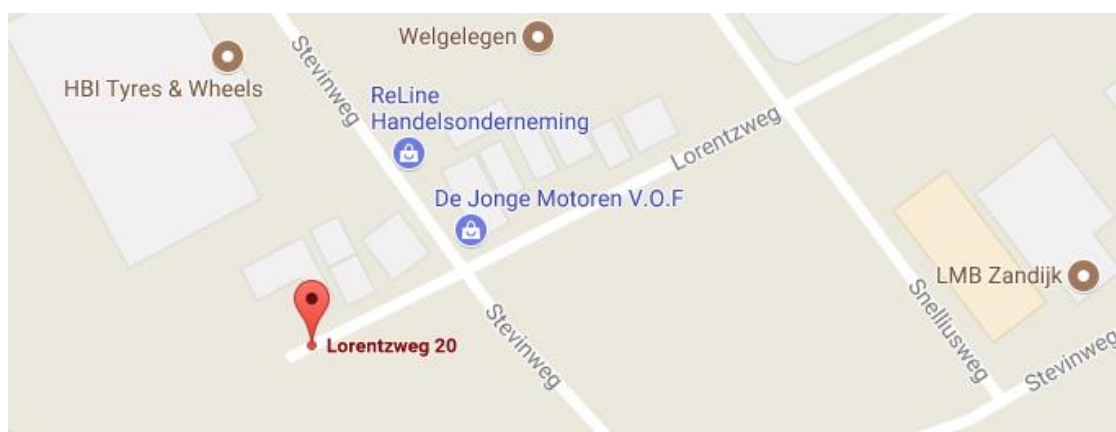 Welgelegen
Stevinweg
HBI Tyres & Wheels
ReLine
Handelsonderneming
Lorentzweg
De Jonge Motoren V.O.F
LMB Zandijk
Snelliusweg
Stevinweg
Lorentzweg 20
Stevinweg